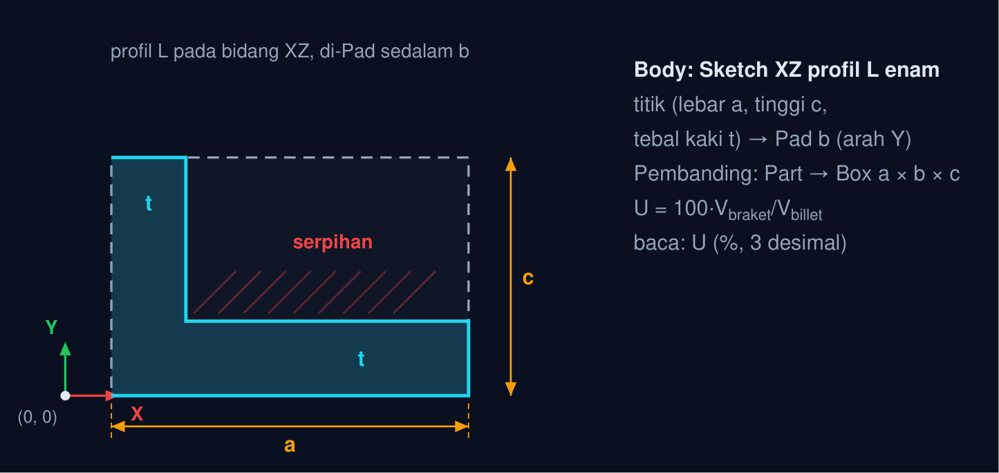 profil L pada bidang XZ, di-Pad sedalam b
t
serpihan
t
c
Y
X
(0, 0)
a
Body: Sketch XZ profil L enam
titik (lebar a, tinggi c,
tebal kaki t) → Pad b (arah Y)
Pembanding: Part → Box a × b × c
U = 100·Vbraket/Vbillet
baca: U (%, 3 desimal)